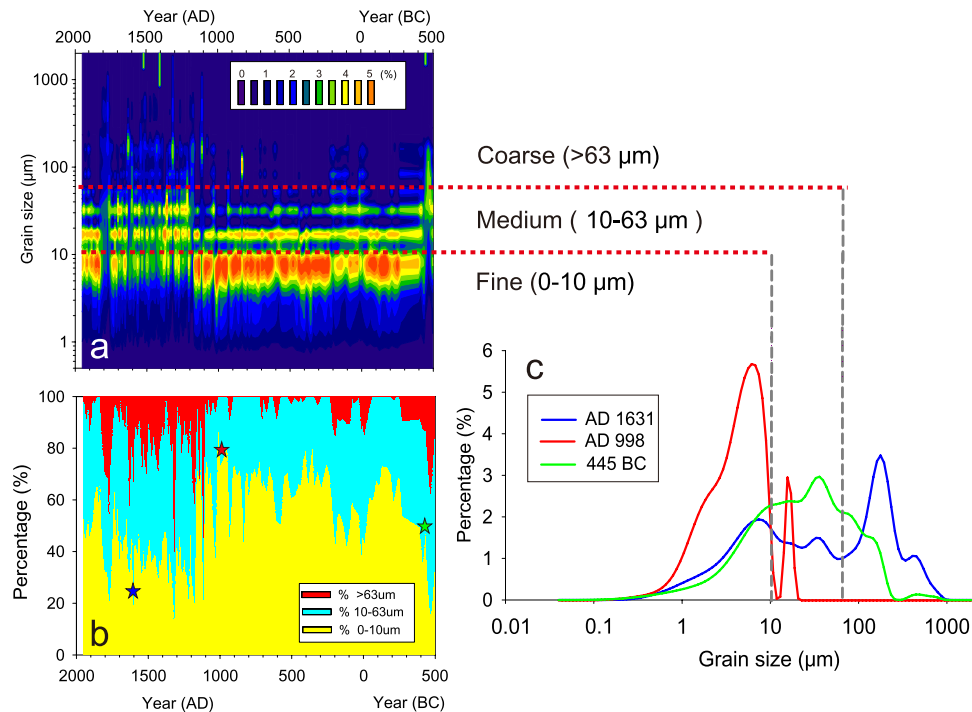 Year (AD) Year (BC)
2000 1500 1000 500 0 500
0 1 2 3 4 5 (%)
Grain size (µm)
1000
100
10
1
a
Coarse (>63 µm)
Medium ( 10-63 µm )
Fine (0-10 µm)
Percentage (%)
100
80
60
40
20
0
% >63um
% 10-63um
% 0-10um
b
2000 1500 1000 500 0 500
Year (AD) Year (BC)
c
Percentage (%)
6
5
4
3
2
1
0
AD 1631
AD 998
445 BC
0.01 0.1 1 10 100 1000
Grain size (µm)